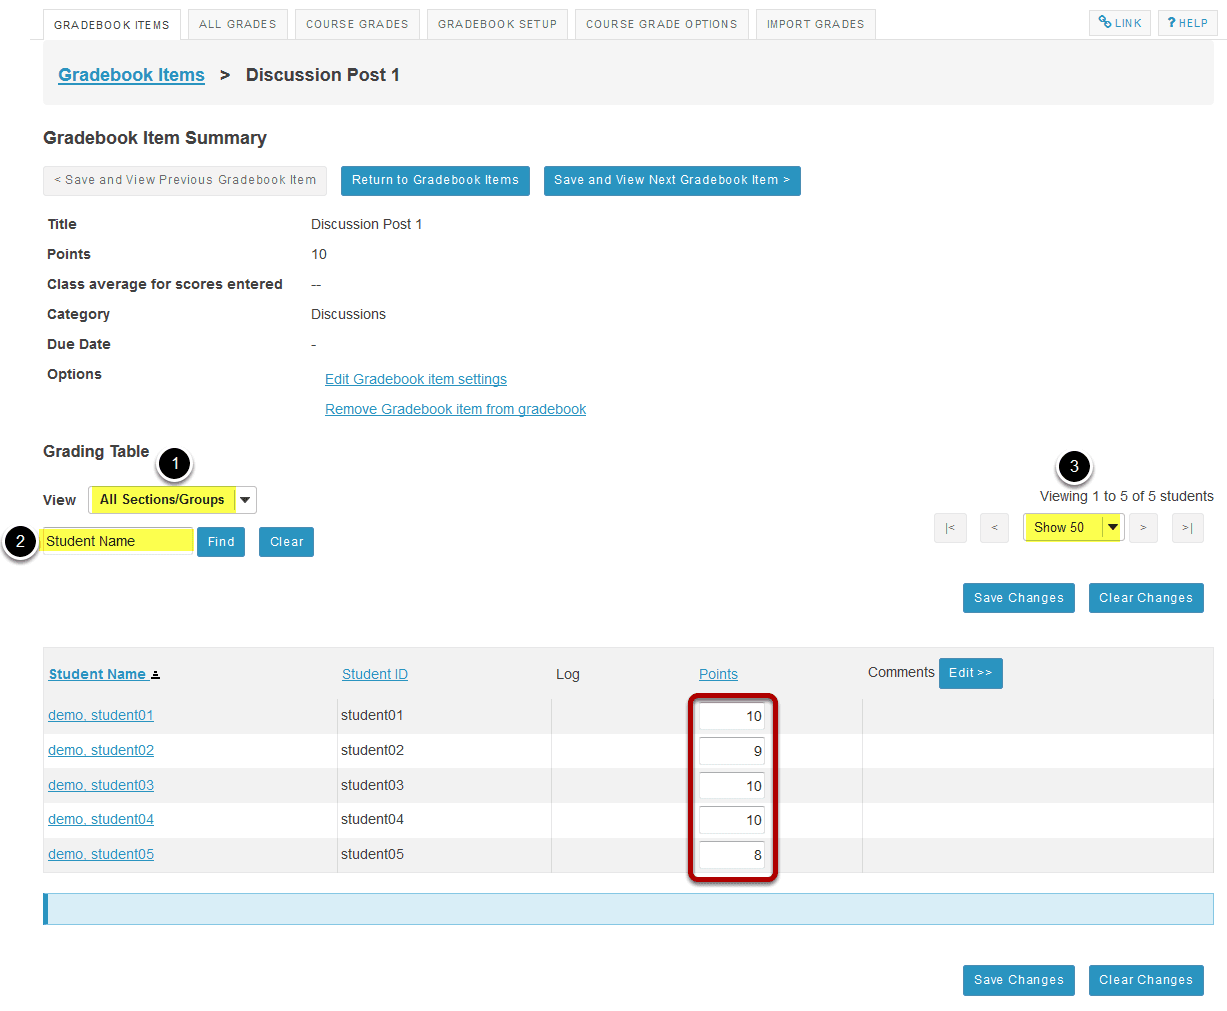 GRADEBOOK ITEMS ALL GRADES COURSE GRADES GRADEBOOK SETUP COURSE GRADE OPTIONS IMPORT GRADES LINK ? HELP
Gradebook Items > Discussion Post 1
Gradebook Item Summary
< Save and View Previous Gradebook Item Return to Gradebook Items Save and View Next Gradebook Item >
Title Discussion Post 1
Points 10
Class average for scores entered --
Category Discussions
Due Date -
Options Edit Gradebook item settings
Remove Gradebook item from gradebook
Grading Table 1 3
View All Sections/Groups Viewing 1 to 5 of 5 students
2 Student Name Find Clear |< < Show 50 > >|
Save Changes Clear Changes
Student Name Student ID Log Points Comments Edit >>
demo, student01 student01 10
demo, student02 student02 9
demo, student03 student03 10
demo, student04 student04 10
demo, student05 student05 8
Save Changes Clear Changes